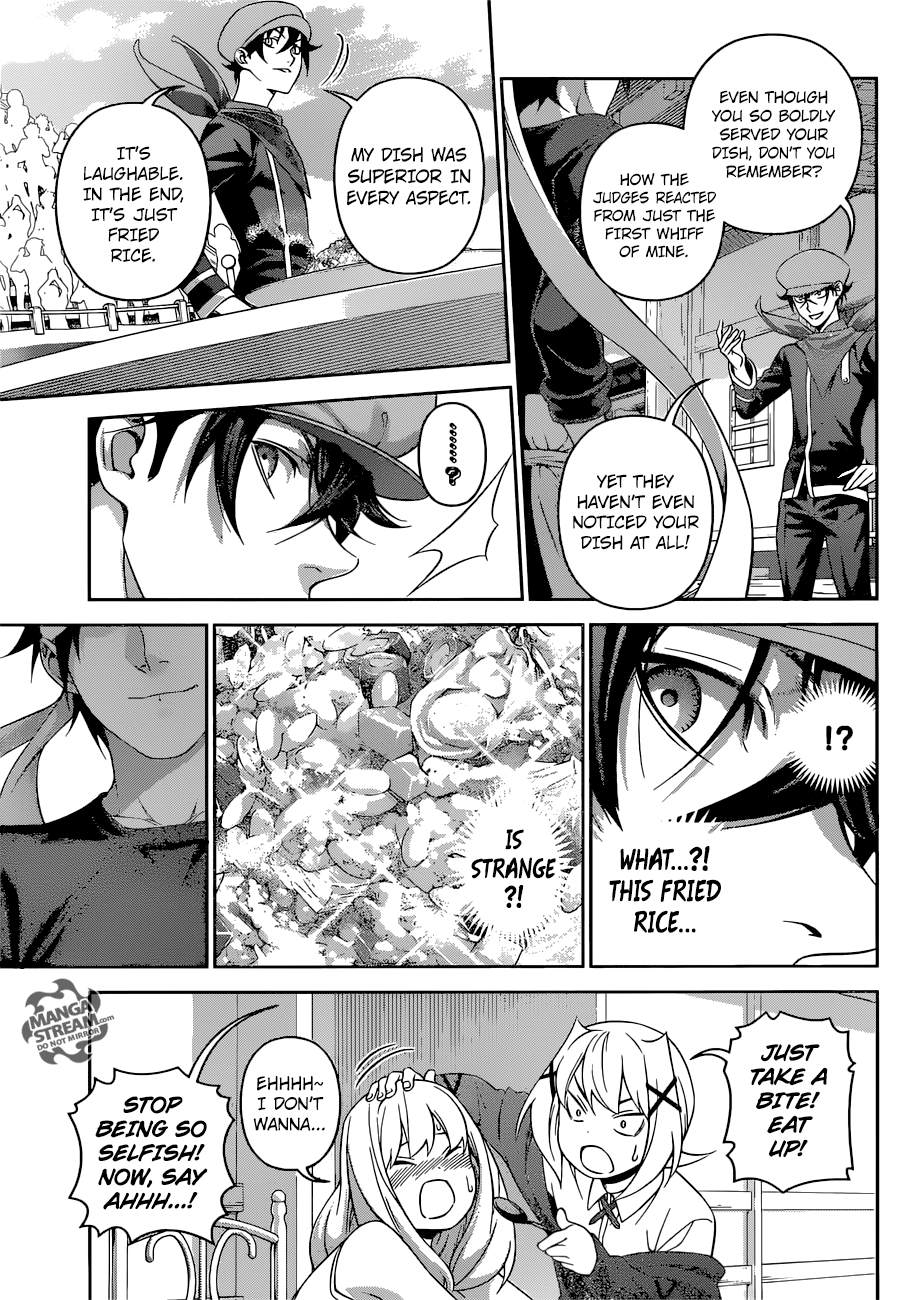 EVEN THOUGH
YOU SO BOLDLY
SERVED YOUR
DISH, DON'T YOU
REMEMBER?
HOW THE
JUDGES REACTED
FROM JUST THE
FIRST WHIFF
OF MINE.
YET THEY
HAVEN'T EVEN
NOTICED YOUR
DISH AT ALL!
MY DISH WAS
SUPERIOR IN
EVERY ASPECT.
IT'S
LAUGHABLE.
IN THE END,
IT'S JUST
FRIED
RICE.
......?
!?
WHAT...?!
THIS FRIED
RICE...
IS
STRANGE
?!
JUST
TAKE A
BITE!
EAT
UP!
EHHHH~
I DON'T
WANNA...
STOP
BEING SO
SELFISH!
NOW, SAY
AHHH...!
MANGA
STREAM.com
DO NOT MIRROR